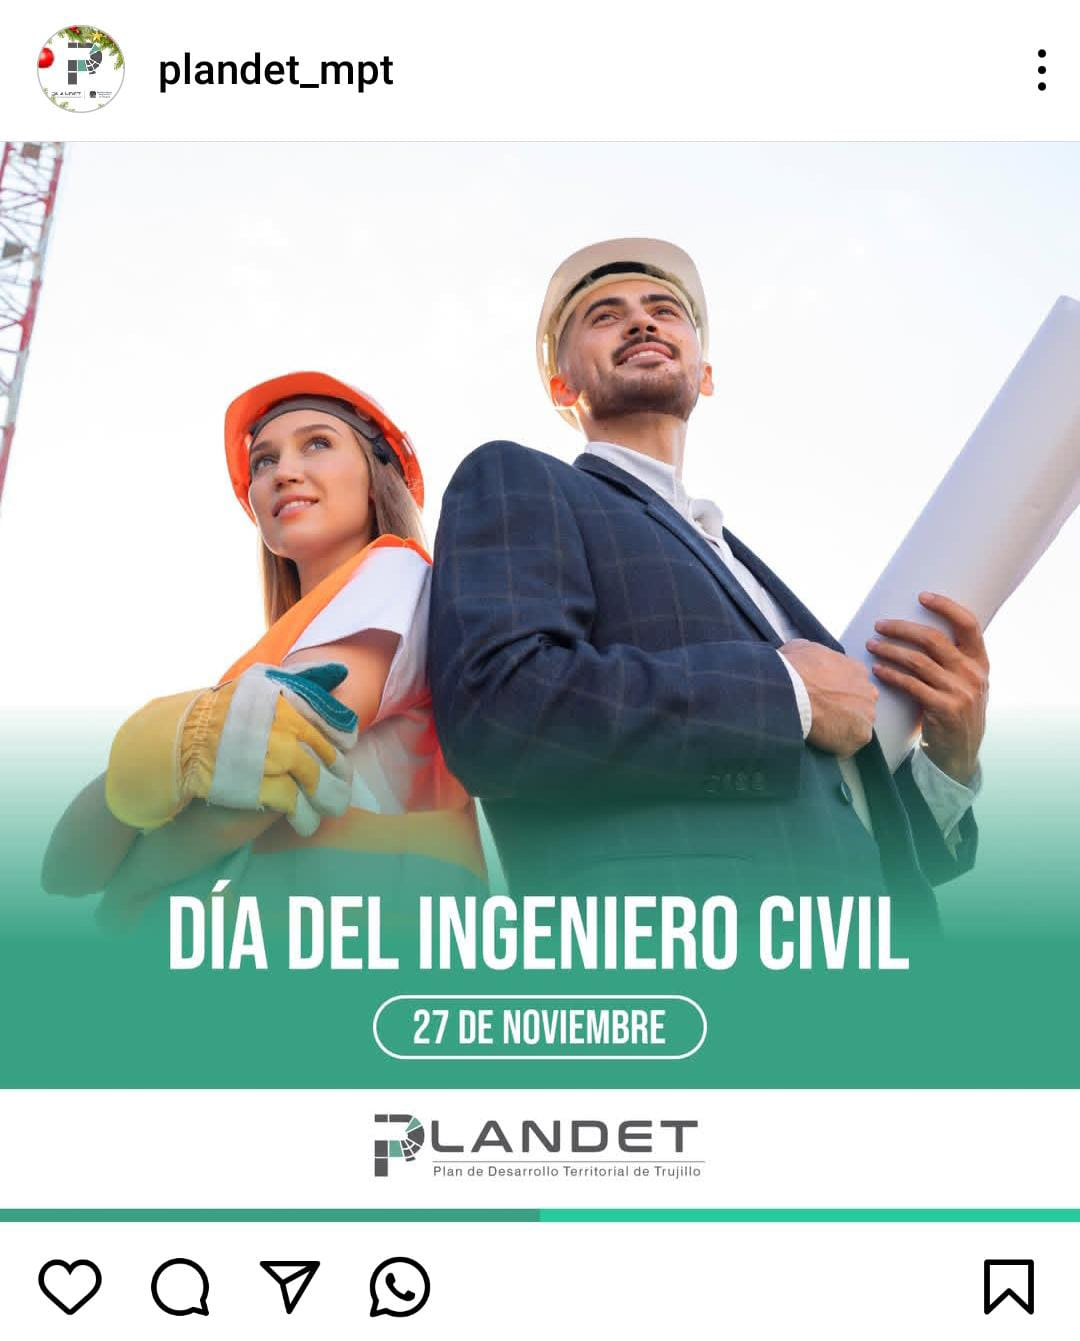 plandet_mpt
DÍA DEL INGENIERO CIVIL
27 DE NOVIEMBRE
PLANDET
Plan de Desarrollo Territorial de Trujillo